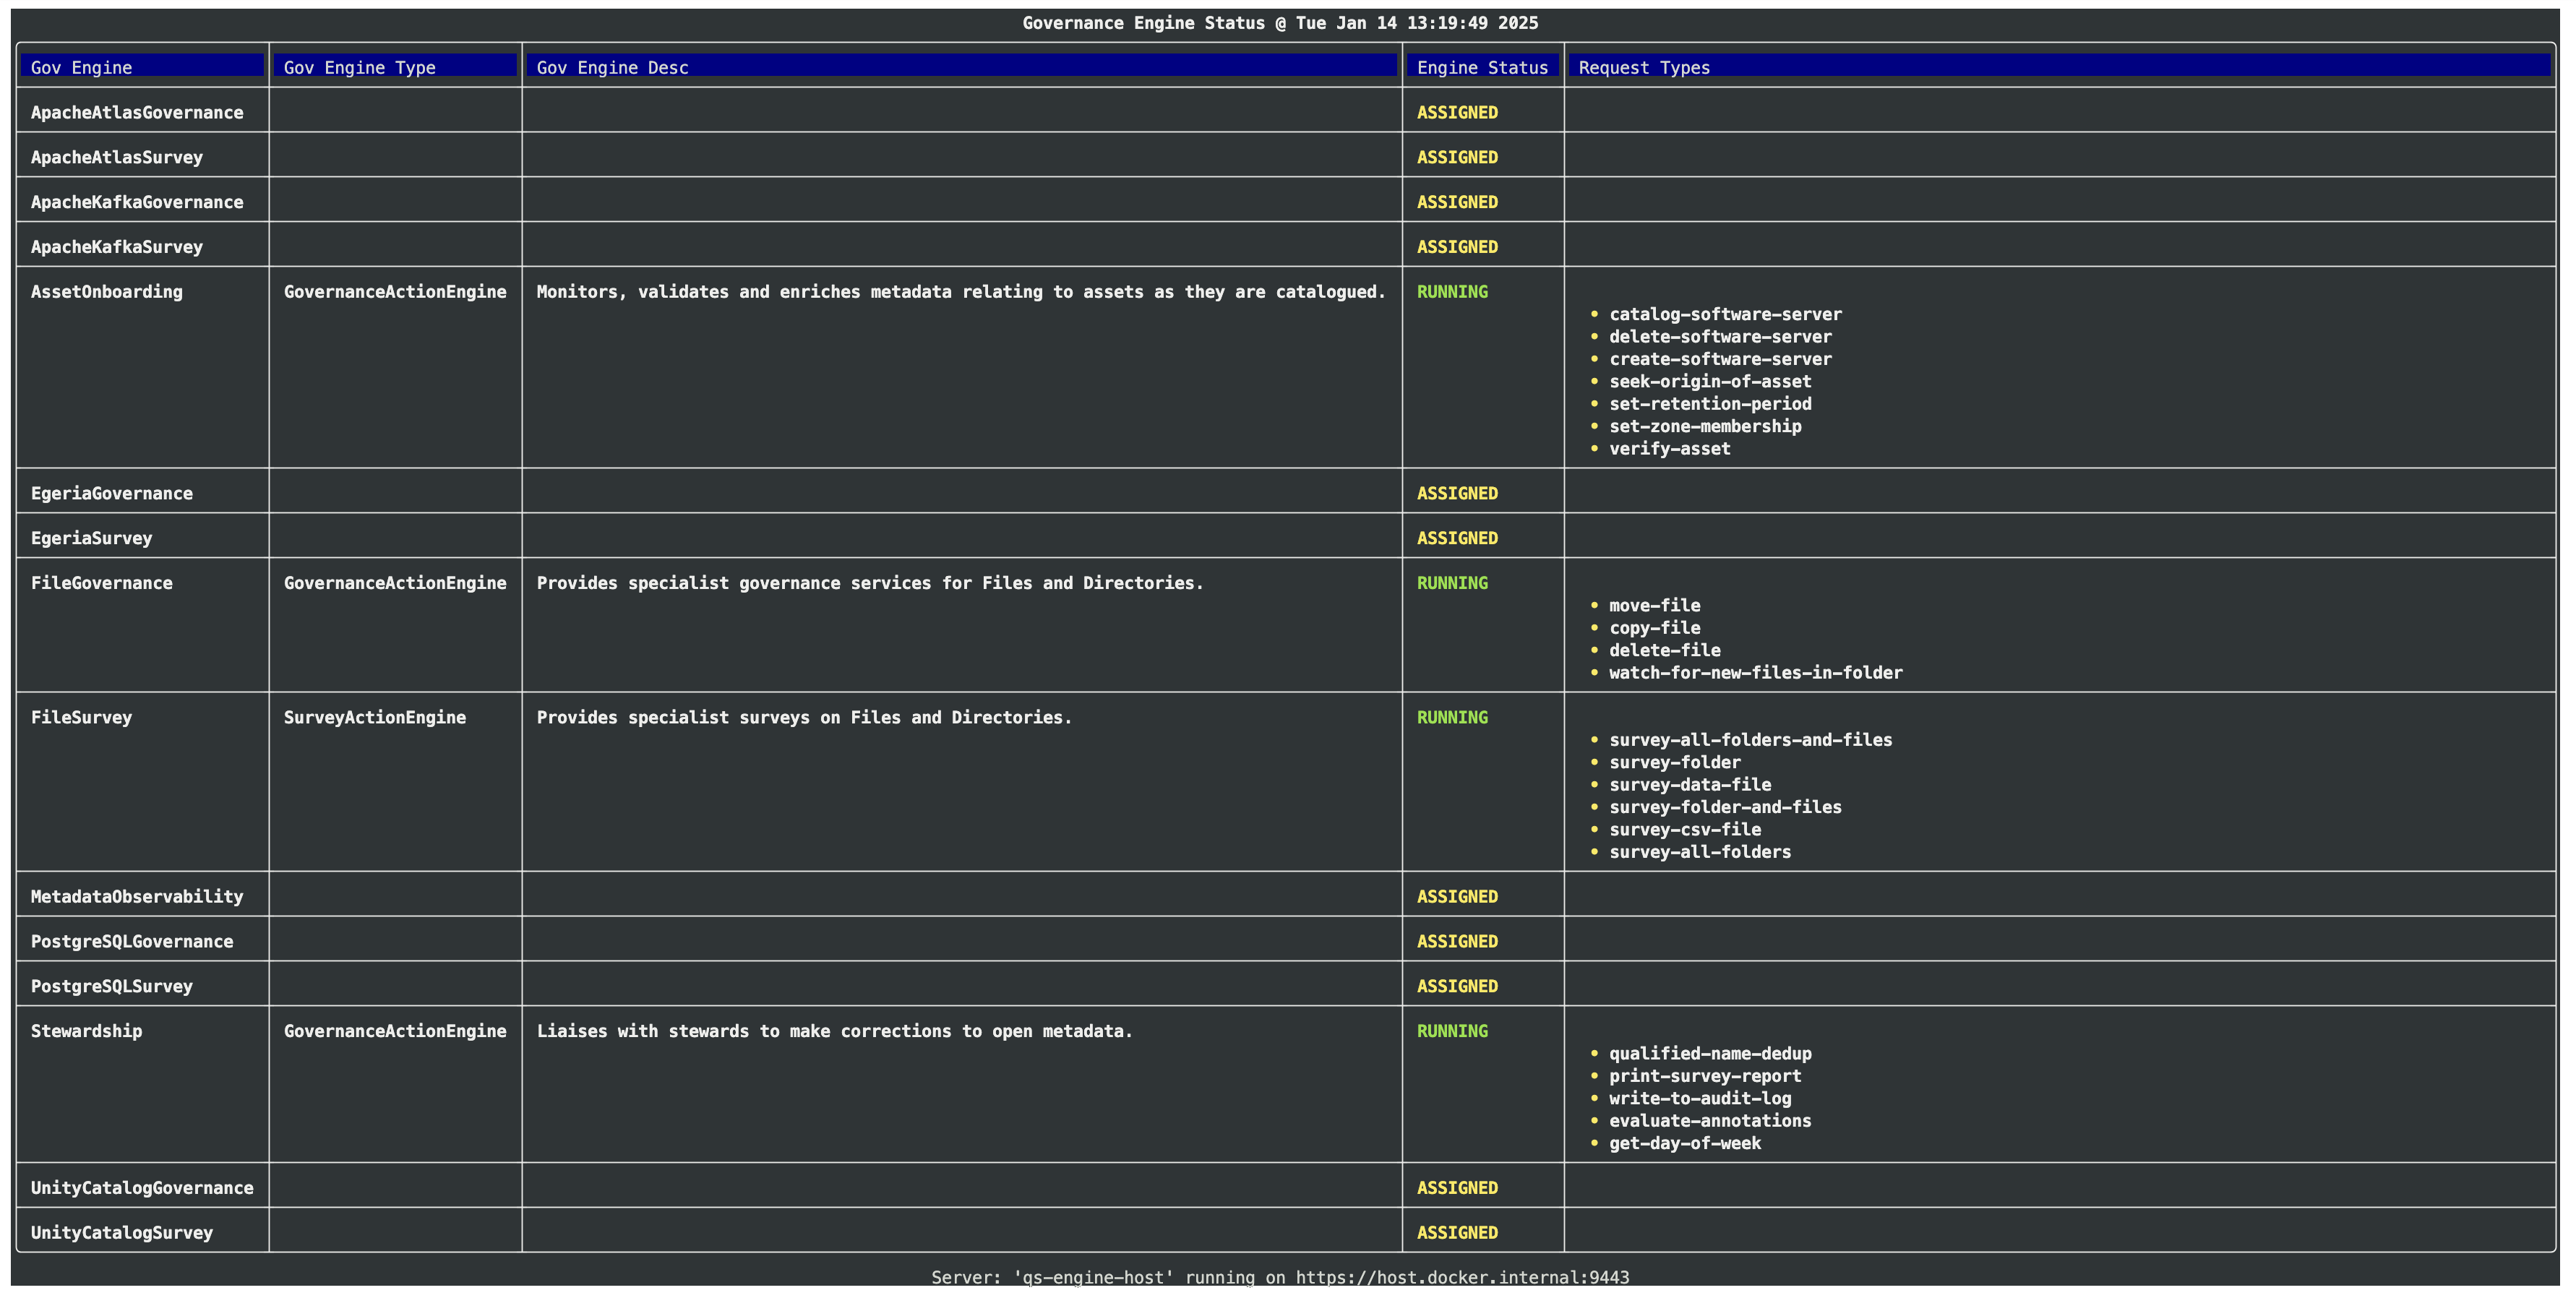 Governance Engine Status @ Tue Jan 14 13:19:49 2025
Gov Engine Gov Engine Type Gov Engine Desc Engine Status Request Types
ApacheAtlasGovernance ASSIGNED
ApacheAtlasSurvey ASSIGNED
ApacheKafkaGovernance ASSIGNED
ApacheKafkaSurvey ASSIGNED
AssetOnboarding GovernanceActionEngine Monitors, validates and enriches metadata relating to assets as they are catalogued. RUNNING
• catalog-software-server
• delete-software-server
• create-software-server
• seek-origin-of-asset
• set-retention-period
• set-zone-membership
• verify-asset
EgeriaGovernance ASSIGNED
EgeriaSurvey ASSIGNED
FileGovernance GovernanceActionEngine Provides specialist governance services for Files and Directories. RUNNING
• move-file
• copy-file
• delete-file
• watch-for-new-files-in-folder
FileSurvey SurveyActionEngine Provides specialist surveys on Files and Directories. RUNNING
• survey-all-folders-and-files
• survey-folder
• survey-data-file
• survey-folder-and-files
• survey-csv-file
• survey-all-folders
MetadataObservability ASSIGNED
PostgreSQLGovernance ASSIGNED
PostgreSQLSurvey ASSIGNED
Stewardship GovernanceActionEngine Liaises with stewards to make corrections to open metadata. RUNNING
• qualified-name-dedup
• print-survey-report
• write-to-audit-log
• evaluate-annotations
• get-day-of-week
UnityCatalogGovernance ASSIGNED
UnityCatalogSurvey ASSIGNED
Server: 'qs-engine-host' running on https://host.docker.internal:9443